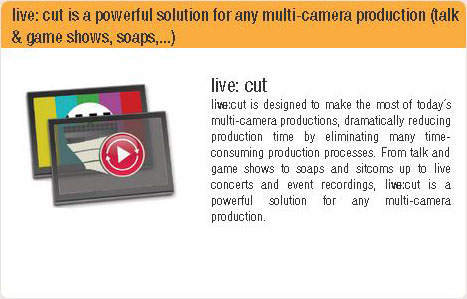 live: cut is a powerful solution for any multi-camera production (talk
& game shows, soaps,...)
live: cut
live:cut is designed to make the most of today´s
multi-camera productions, dramatically reducing
production time by eliminating many time-
consuming production processes. From talk and
game shows to soaps and sitcoms up to live
concerts and event recordings, live:cut is a
powerful solution for any multi-camera
production.